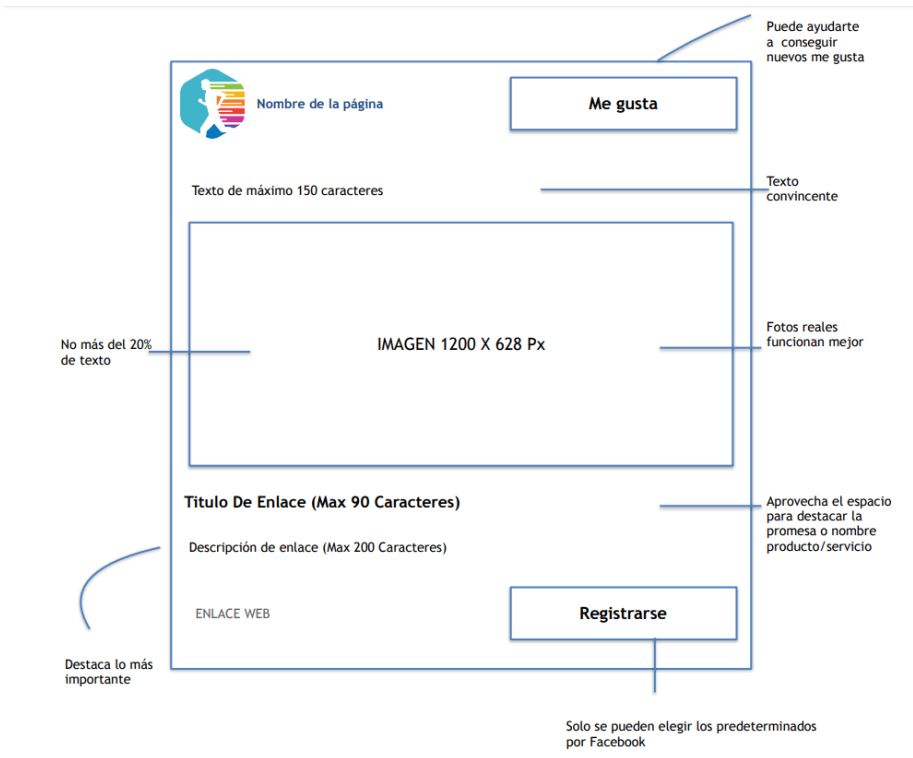 Puede ayudarte
a conseguir
nuevos me gusta
Nombre de la página
Me gusta
Texto de máximo 150 caracteres
Texto
convincente
No más del 20%
de texto
IMAGEN 1200 X 628 Px
Fotos reales
funcionan mejor
Titulo De Enlace (Max 90 Caracteres)
Aprovecha el espacio
para destacar la
promesa o nombre
producto/servicio
Descripción de enlace (Max 200 Caracteres)
ENLACE WEB
Registrarse
Destaca lo más
importante
Solo se pueden elegir los predeterminados
por Facebook